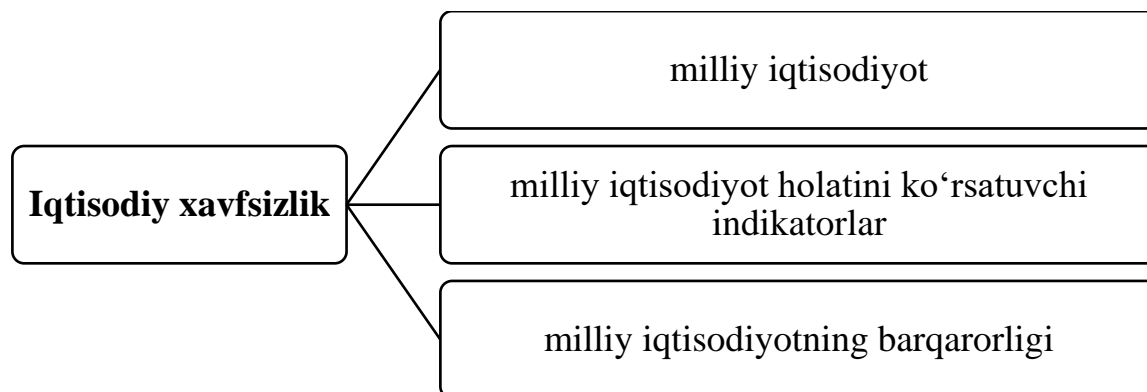 milliy iqtisodiyot
Iqtisodiy xavfsizlik
milliy iqtisodiyot holatini ko‘rsatuvchi
indikatorlar
milliy iqtisodiyotning barqarorligi